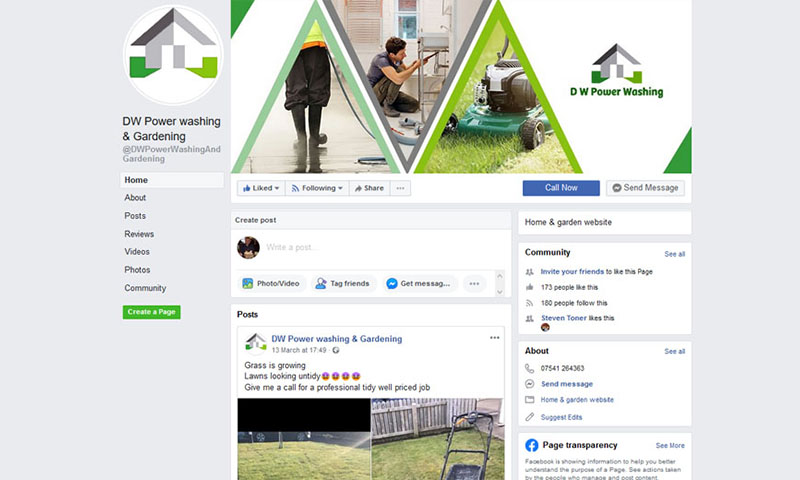 DW Power washing
& Gardening
@DWPowerWashingAnd
Gardening
Home
About
Posts
Reviews
Videos
Photos
Community
Create a Page
D W Power Washing
Liked
Following
Share
Call Now
Send Message
Create post
Write a post...
Photo/Video
Tag friends
Get messag...
Posts
DW Power washing & Gardening
13 March at 17:49
Grass is growing
Lawns looking untidy
Give me a call for a professional tidy well priced job
Home & garden website
Community
See all
Invite your friends to like this Page
173 people like this
180 people follow this
Steven Toner likes this
About
See all
07541 264363
Send message
Home & garden website
Suggest Edits
Page transparency
See More
Facebook is showing information to help you better
understand the purpose of a Page. See actions taken
by the people who manage and post content.